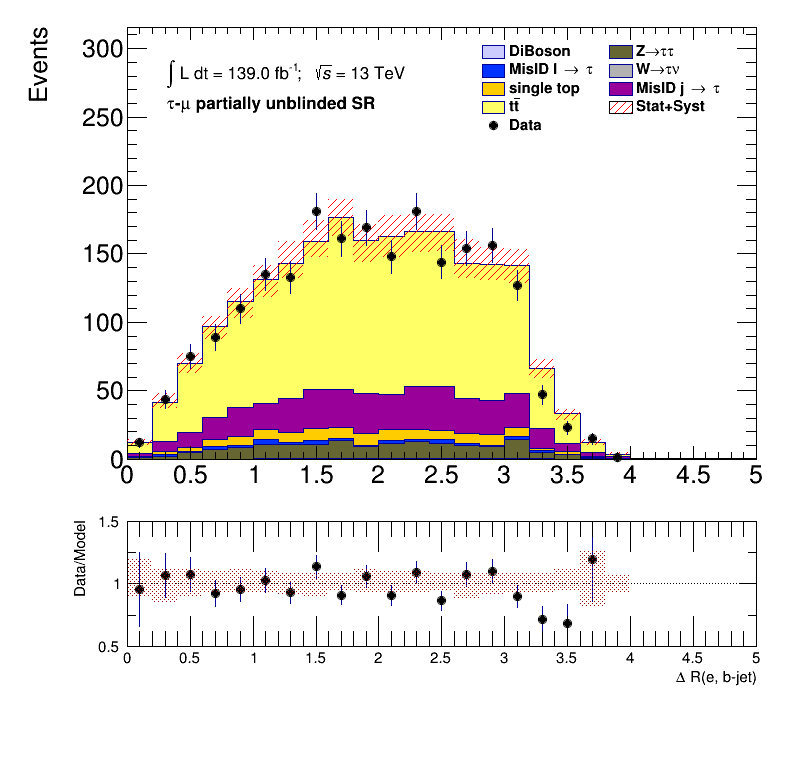 Events
300
250
200
150
100
50
0
∫ L dt = 139.0 fb⁻¹; √s = 13 TeV
τ-μ partially unblinded SR
DiBoson
Z→ττ
MisID l → τ
W→τν
single top
MisID j → τ
tt̄
Stat+Syst
Data
0 0.5 1 1.5 2 2.5 3 3.5 4 4.5 5
Data/Model
1.5
1
0.5
0 0.5 1 1.5 2 2.5 3 3.5 4 4.5 5
Δ R(e, b-jet)